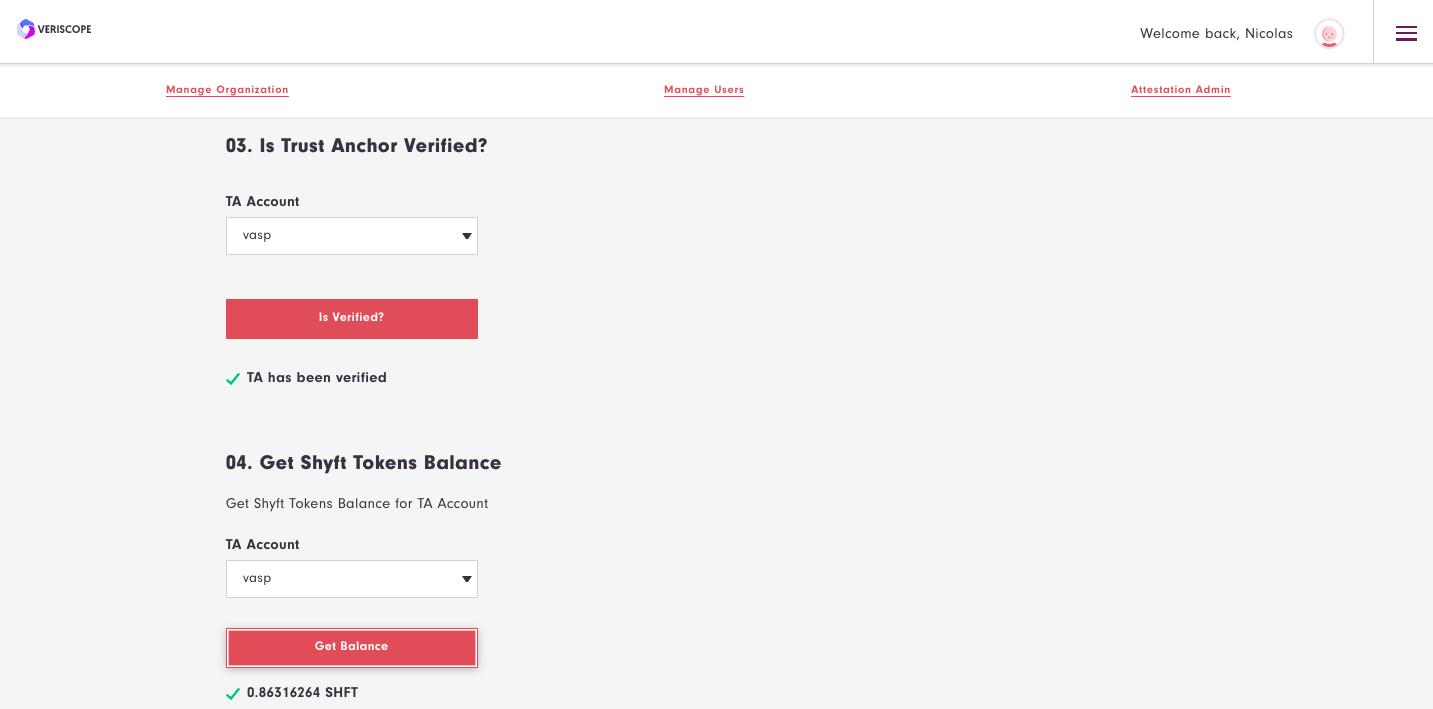 VERISCOPE
Welcome back, Nicolas
Manage Organization
Manage Users
Attestation Admin
03. Is Trust Anchor Verified?
TA Account
vasp
Is Verified?
TA has been verified
04. Get Shyft Tokens Balance
Get Shyft Tokens Balance for TA Account
TA Account
vasp
Get Balance
0.86316264 SHFT